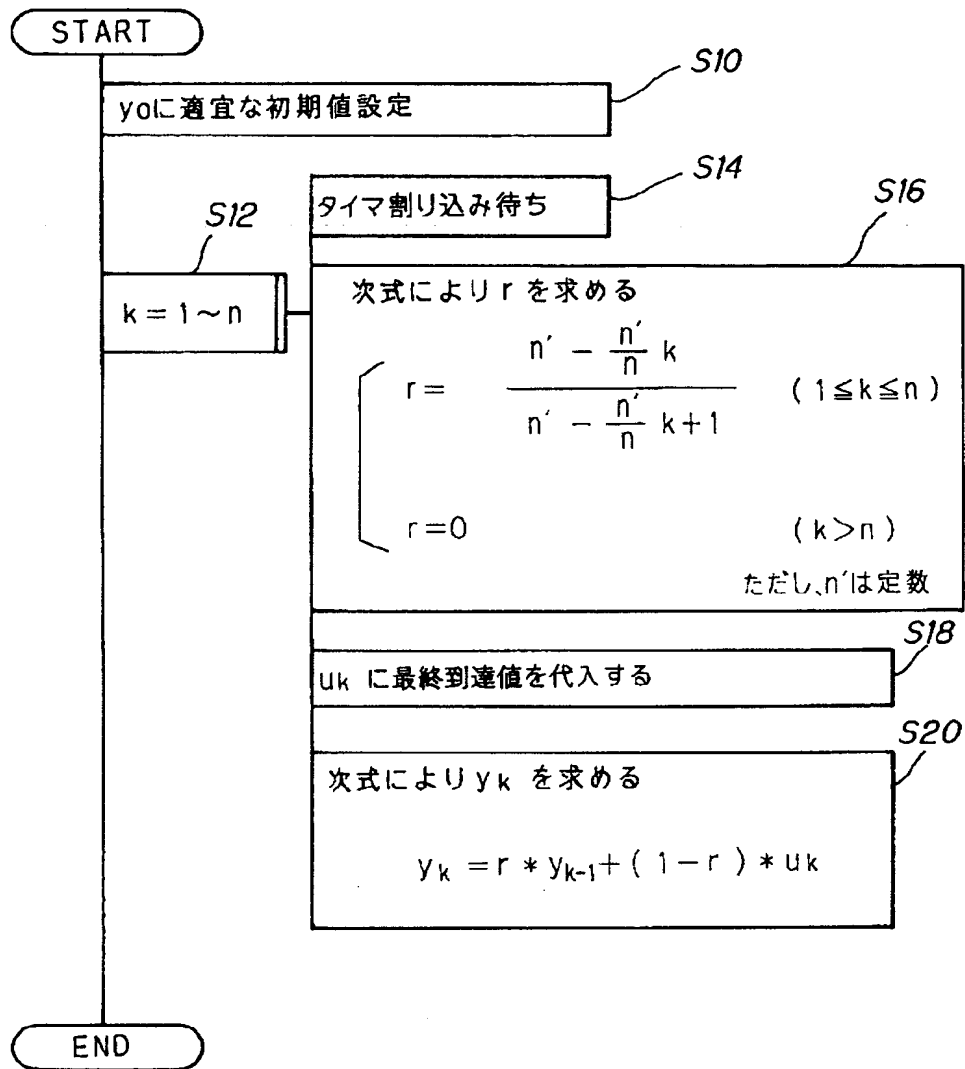 START
S10
yoに適宜な初期値設定
S14
タイマ割り込み待ち
S12
k = 1~n
S16
次式によりrを求める
r = (n′ - n′/n k) / (n′ - n′/n k+1) (1≦k≦n)
r=0 (k>n)
ただし、n′は定数
S18
uk に最終到達値を代入する
S20
次式によりyk を求める
yk = r * yk-1+( 1-r ) * uk
END